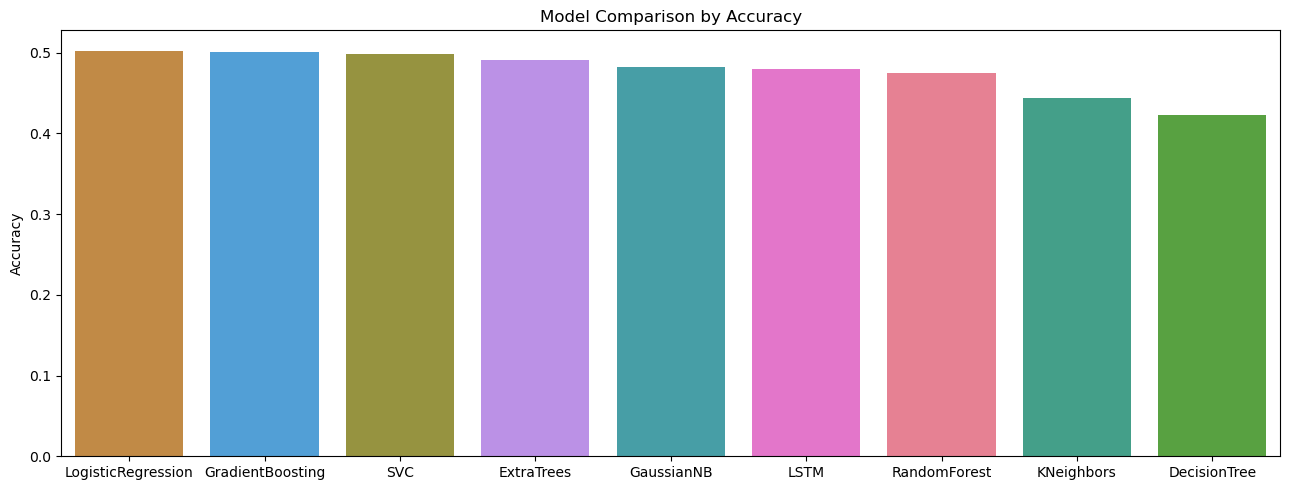 Model Comparison by Accuracy
Accuracy
0.5
0.4
0.3
0.2
0.1
0.0
LogisticRegression GradientBoosting SVC ExtraTrees GaussianNB LSTM RandomForest KNeighbors DecisionTree